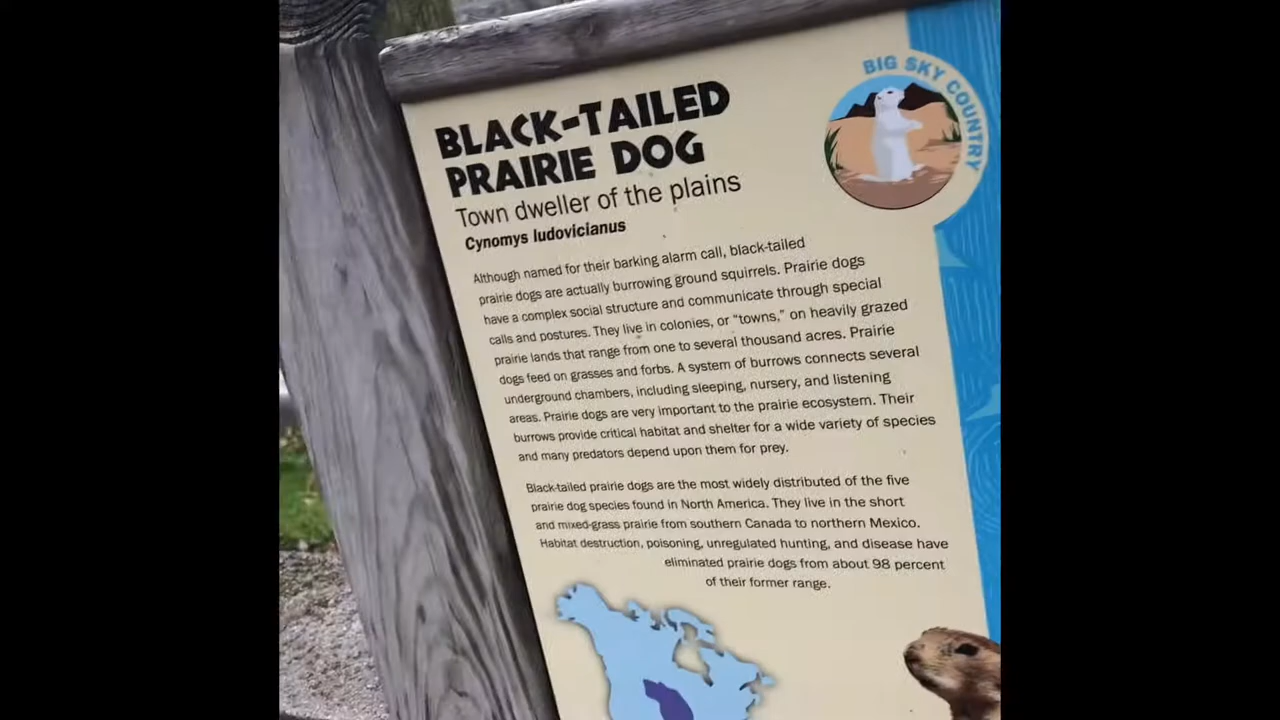 BIG SKY COUNTRY
BLACK-TAILED
PRAIRIE DOG
Town dweller of the plains
Cynomys ludovicianus
Although named for their barking alarm call, black-tailed
prairie dogs are actually burrowing ground squirrels. Prairie dogs
have a complex social structure and communicate through special
calls and postures. They live in colonies, or “towns,” on heavily grazed
prairie lands that range from one to several thousand acres. Prairie
dogs feed on grasses and forbs. A system of burrows connects several
underground chambers, including sleeping, nursery, and listening
areas. Prairie dogs are very important to the prairie ecosystem. Their
burrows provide critical habitat and shelter for a wide variety of species
and many predators depend upon them for prey.
Black-tailed prairie dogs are the most widely distributed of the five
prairie dog species found in North America. They live in the short
and mixed-grass prairie from southern Canada to northern Mexico.
Habitat destruction, poisoning, unregulated hunting, and disease have
eliminated prairie dogs from about 98 percent
of their former range.